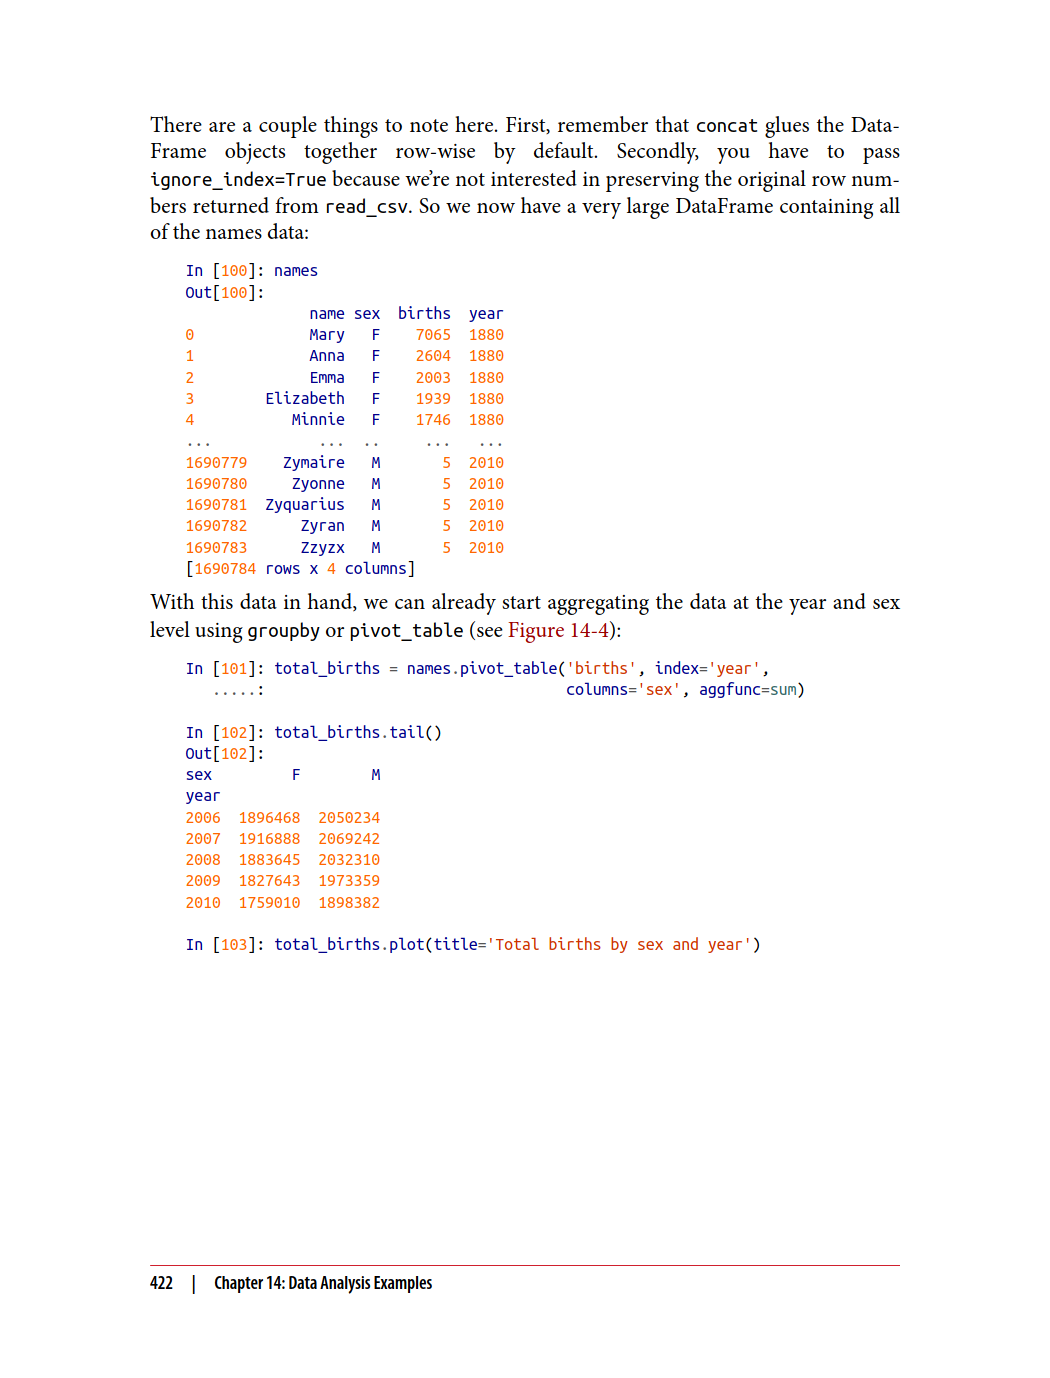 There are a couple things to note here. First, remember that concat glues the Data-
Frame objects together row-wise by default. Secondly, you have to pass
ignore_index=True because we’re not interested in preserving the original row num-
bers returned from read_csv. So we now have a very large DataFrame containing all
of the names data:
In [100]: names
Out[100]:
              name sex  births  year
0             Mary   F    7065  1880
1             Anna   F    2604  1880
2             Emma   F    2003  1880
3        Elizabeth   F    1939  1880
4           Minnie   F    1746  1880
...            ...  ..     ...   ...
1690779    Zymaire   M       5  2010
1690780     Zyonne   M       5  2010
1690781  Zyquarius   M       5  2010
1690782      Zyran   M       5  2010
1690783      Zzyzx   M       5  2010
[1690784 rows x 4 columns]
With this data in hand, we can already start aggregating the data at the year and sex
level using groupby or pivot_table (see Figure 14-4):
In [101]: total_births = names.pivot_table('births', index='year',
   .....:                                  columns='sex', aggfunc=sum)
In [102]: total_births.tail()
Out[102]:
sex         F        M
year
2006  1896468  2050234
2007  1916888  2069242
2008  1883645  2032310
2009  1827643  1973359
2010  1759010  1898382
In [103]: total_births.plot(title='Total births by sex and year')
422 | Chapter 14: Data Analysis Examples